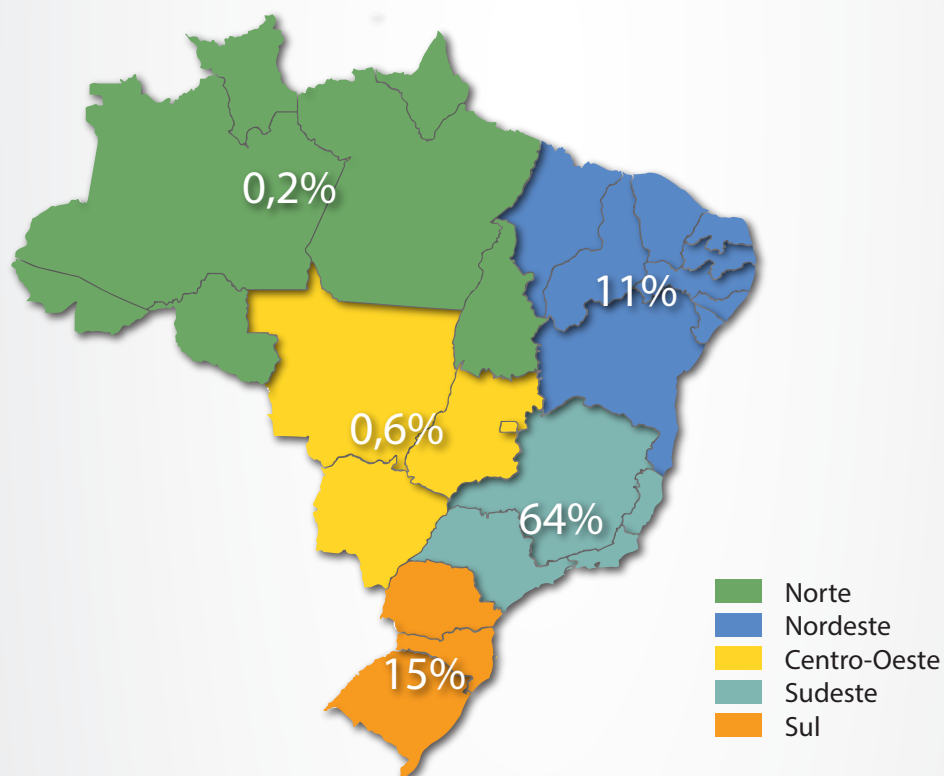 0,2%
11%
0,6%
64%
15%
Norte
Nordeste
Centro-Oeste
Sudeste
Sul